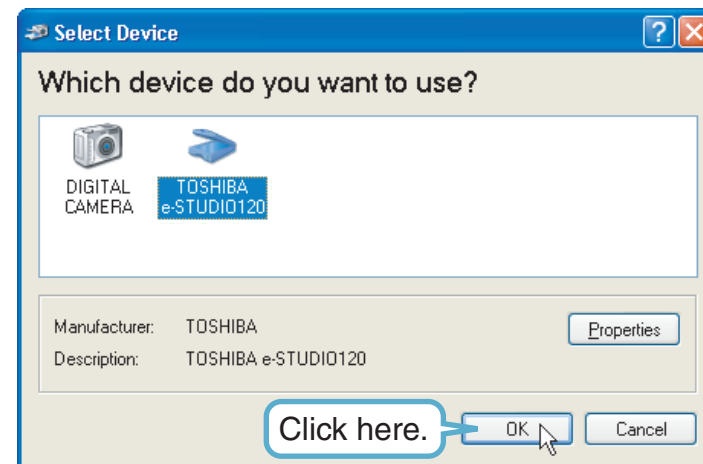 Select Device
Which device do you want to use?
DIGITAL
CAMERA
TOSHIBA
e-STUDIO120
Manufacturer: TOSHIBA
Properties
Description: TOSHIBA e-STUDIO120
Click here.
OK
Cancel